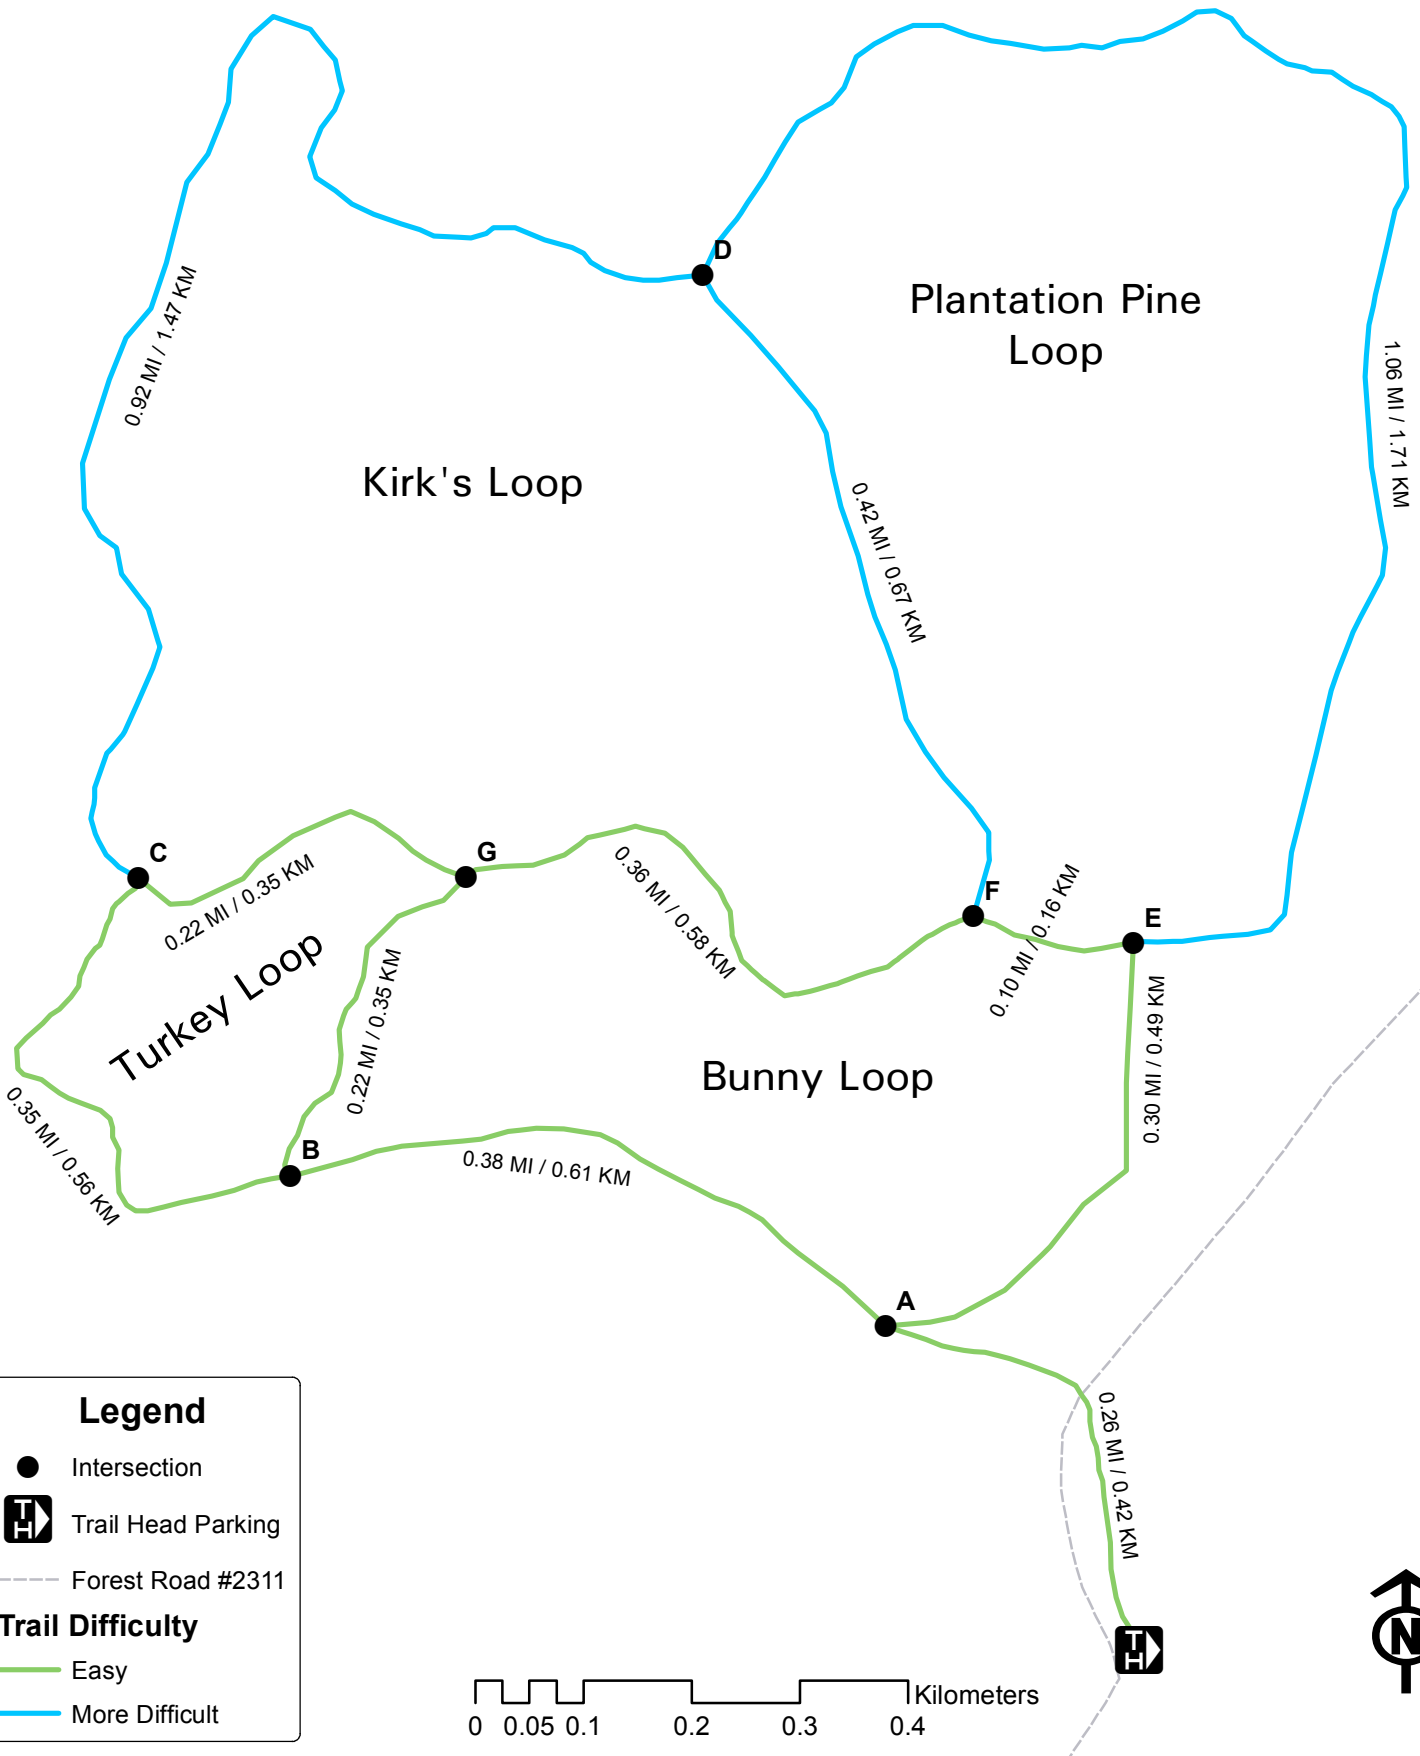 D
Plantation Pine
Loop
0.92 MI / 1.47 KM
1.06 MI / 1.71 KM
Kirk's Loop
0.42 MI / 0.67 KM
C
G
0.22 MI / 0.35 KM
0.36 MI / 0.58 KM
F
0.10 MI / 0.16 KM
E
Turkey Loop
0.22 MI / 0.35 KM
Bunny Loop
0.30 MI / 0.49 KM
0.35 MI / 0.56 KM
B
0.38 MI / 0.61 KM
A
0.26 MI / 0.42 KM
Legend
Intersection
TH
Trail Head Parking
Forest Road #2311
Trail Difficulty
Easy
More Difficult
TH
N
Kilometers
0 0.05 0.1 0.2 0.3 0.4